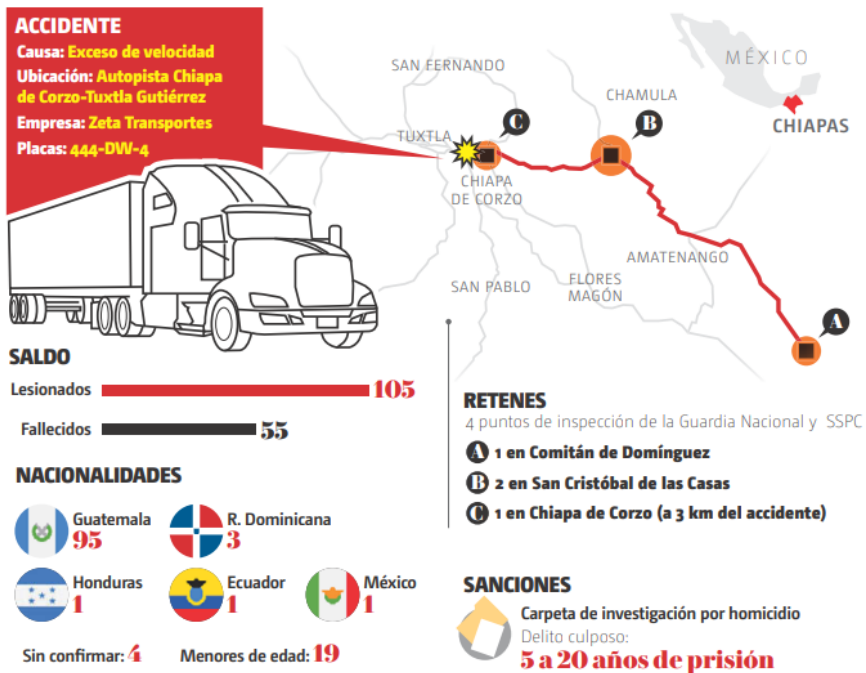 ACCIDENTE
Causa: Exceso de velocidad
Ubicación: Autopista Chiapa
de Corzo-Tuxtla Gutiérrez
Empresa: Zeta Transportes
Placas: 444-DW-4
MÉXICO
CHIAPAS
SAN FERNANDO
CHAMULA
TUXTLA
C
B
CHIAPA
DE CORZO
AMATENANGO
SAN PABLO
FLORES
MAGÓN
A
SALDO
Lesionados 105
Fallecidos 55
NACIONALIDADES
Guatemala
95
R. Dominicana
3
Honduras
1
Ecuador
1
México
1
Sin confirmar: 4
Menores de edad: 19
RETENES
4 puntos de inspección de la Guardia Nacional y SSPC
A 1 en Comitán de Domínguez
B 2 en San Cristóbal de las Casas
C 1 en Chiapa de Corzo (a 3 km del accidente)
SANCIONES
Carpeta de investigación por homicidio
Delito culposo:
5 a 20 años de prisión